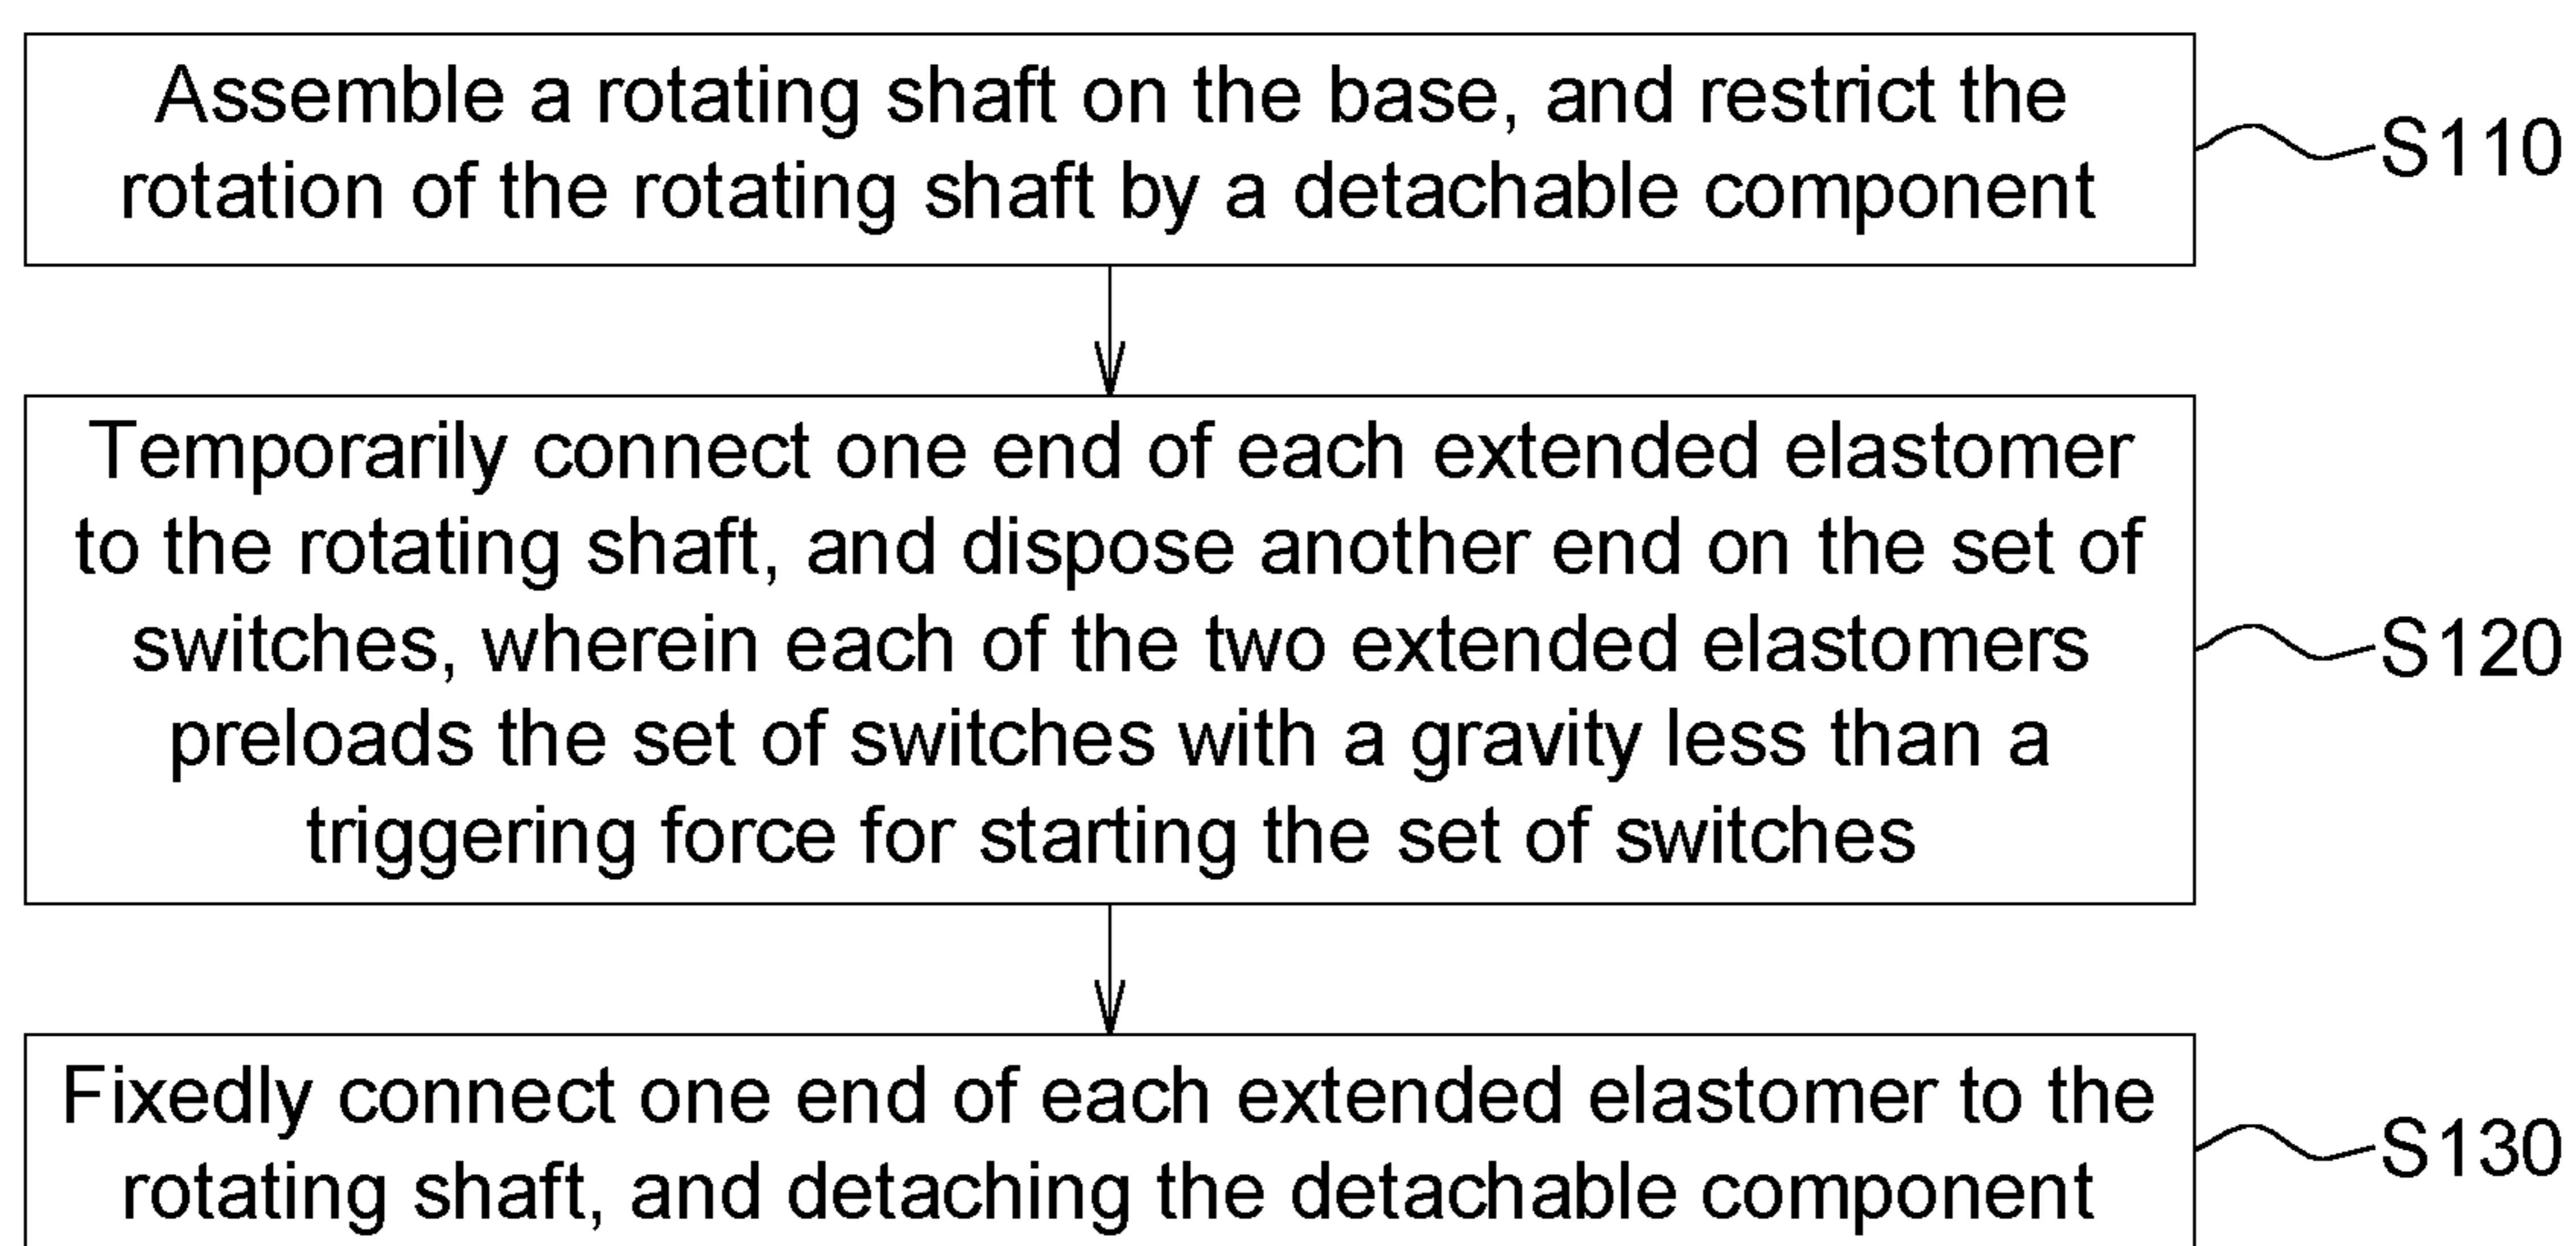 Assemble a rotating shaft on the base, and restrict the
rotation of the rotating shaft by a detachable component
S110
Temporarily connect one end of each extended elastomer
to the rotating shaft, and dispose another end on the set of
switches, wherein each of the two extended elastomers
preloads the set of switches with a gravity less than a
triggering force for starting the set of switches
S120
Fixedly connect one end of each extended elastomer to the
rotating shaft, and detaching the detachable component
S130